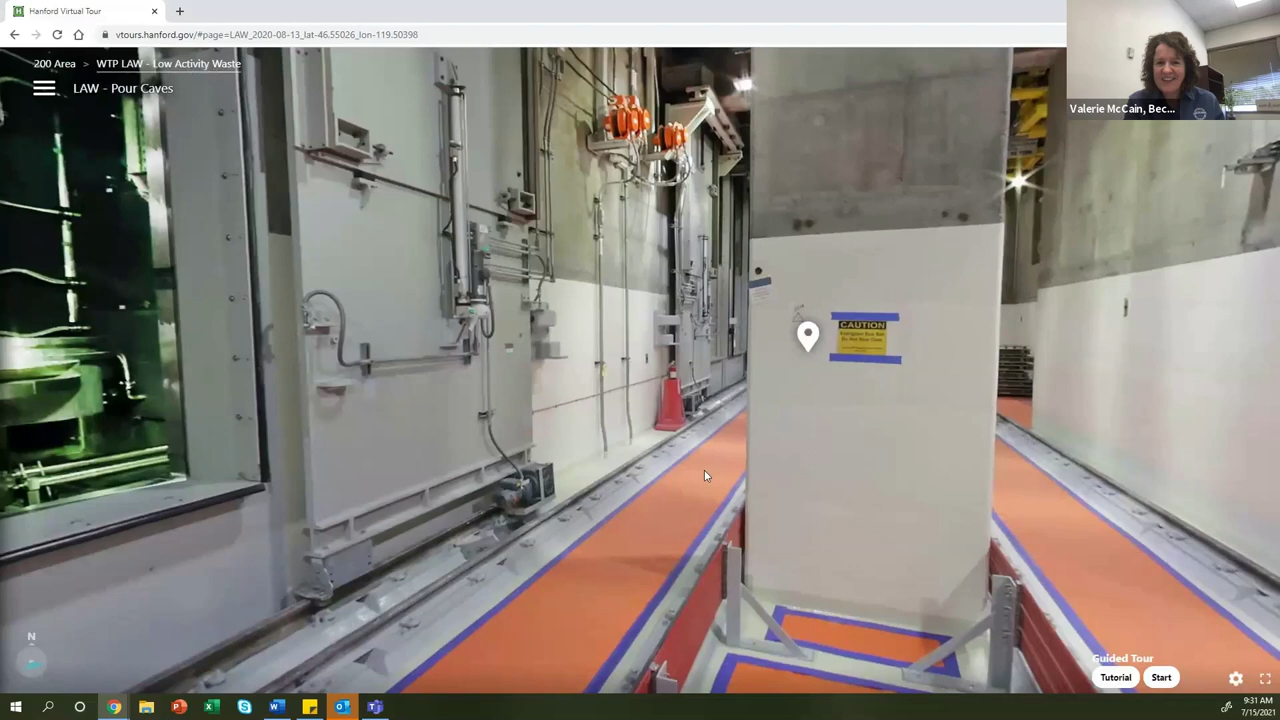 Hanford Virtual Tour
vtours.hanford.gov/#page=LAW_2020-08-13_lat-46.55026_lon-119.50398
200 Area > WTP LAW - Low Activity Waste
LAW - Pour Caves
Valerie McCain, Bec...
CAUTION
N
Guided Tour
Tutorial
Start
9:31 AM
7/15/2021